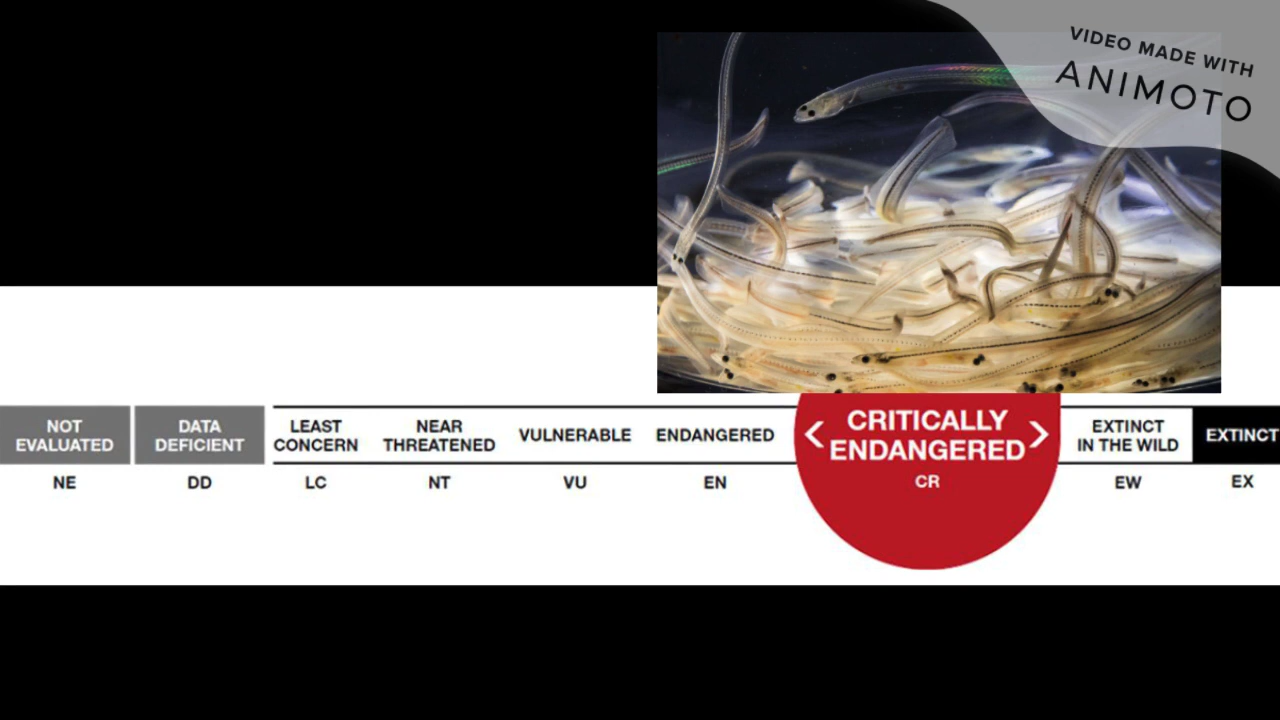 VIDEO MADE WITH
ANIMOTO
NOT
EVALUATED
DATA
DEFICIENT
LEAST
CONCERN
NEAR
THREATENED
VULNERABLE
ENDANGERED
CRITICALLY
ENDANGERED
EXTINCT
IN THE WILD
EXTINCT
NE
DD
LC
NT
VU
EN
CR
EW
EX